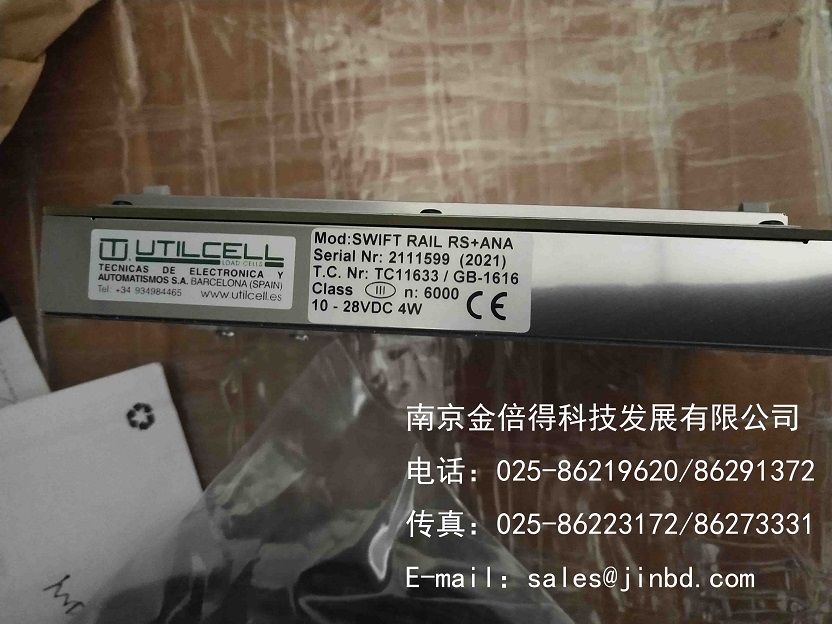 UTILCELL
LOAD CELLS
TECNICAS DE ELECTRONICA Y
AUTOMATISMOS S.A. BARCELONA (SPAIN)
Tel: +34 934984465 www.utilcell.es
Mod:SWIFT RAIL RS+ANA
Serial Nr: 2111599 (2021)
T.C. Nr: TC11633 / GB-1616
Class III n: 6000
10 - 28VDC 4W
CE
南京金倍得科技发展有限公司
电话：025-86219620/86291372
传真：025-86223172/86273331
E-mail：sales@jinbd.com